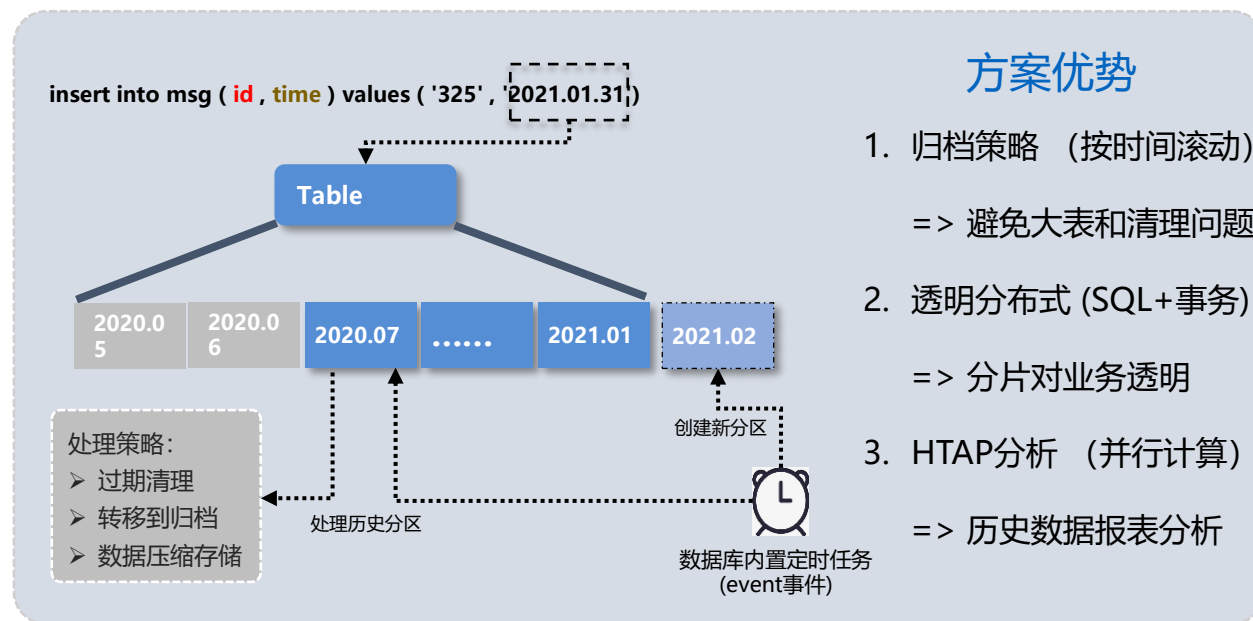 insert into msg ( id , time ) values ( '325' , '2021.01.31')
Table
2020.0
5
2020.0
6
2020.07
……
2021.01
2021.02
创建新分区
处理策略：
➢ 过期清理
➢ 转移到归档
➢ 数据压缩存储
处理历史分区
数据库内置定时任务
(event事件)
方案优势
1. 归档策略 （按时间滚动）
=> 避免大表和清理问题
2. 透明分布式 (SQL+事务)
=> 分片对业务透明
3. HTAP分析 （并行计算）
=> 历史数据报表分析